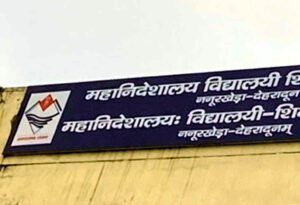 महानिदेशालय विद्यालयी शि
ननूरखेड़ा-देहरादून
महानिदेशालयः विद्यालयी-शि
ननूरखेड़ा-देहरादूनम्